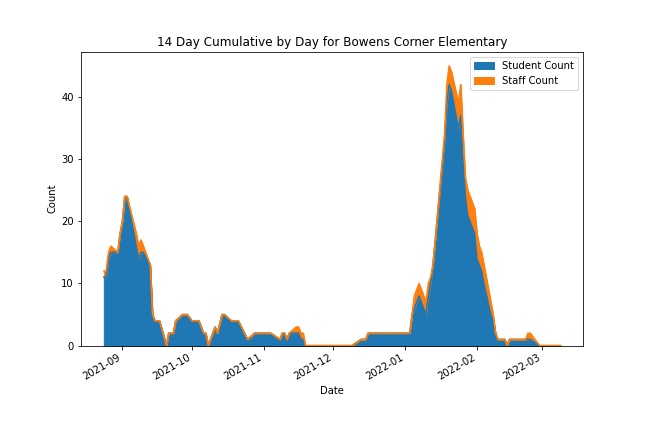 14 Day Cumulative by Day for Bowens Corner Elementary
Student Count
Staff Count
40
30
20
10
0
Count
2021-09
2021-10
2021-11
2021-12
2022-01
2022-02
2022-03
Date